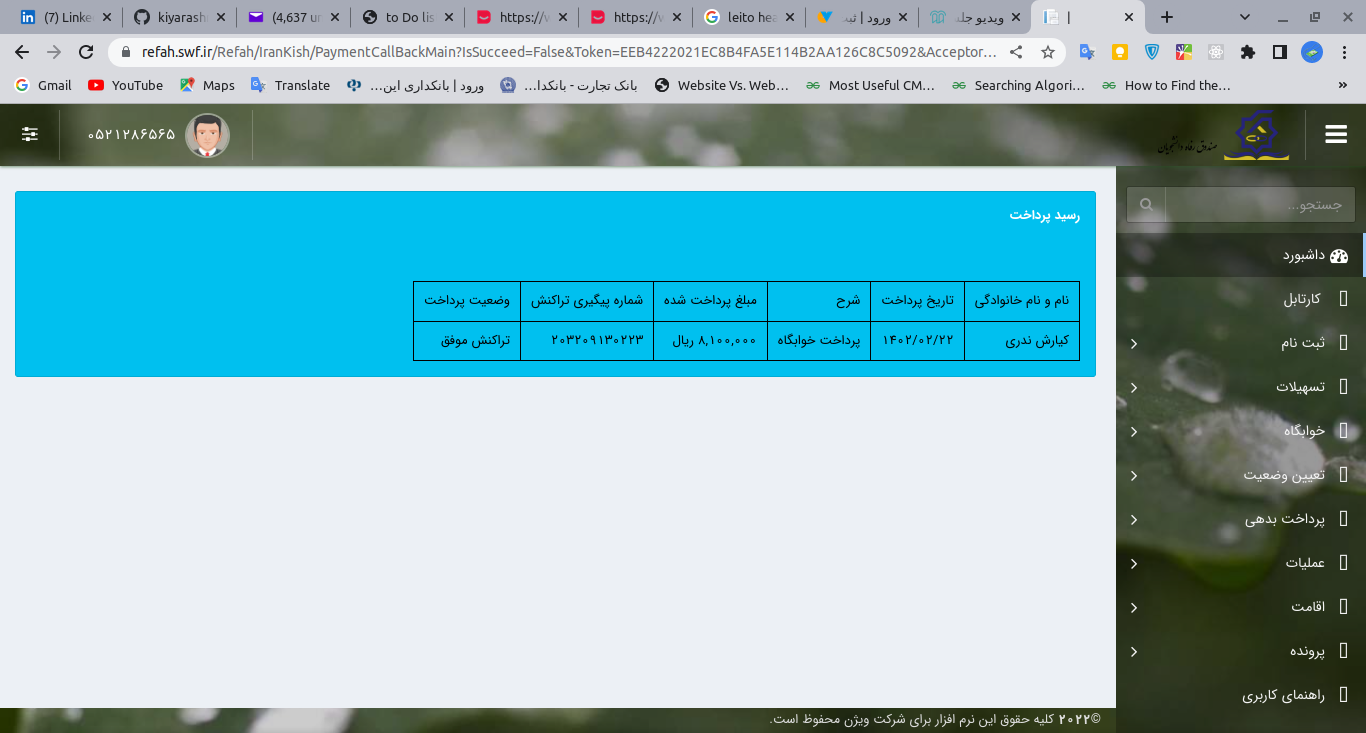 (7) Linke
kiyarash
(4,637 u
to Do lis
https://v
https://v
leito hea
ورود | ثب
ویدیو جلس
|
refah.swf.ir/Refah/IranKish/PaymentCallBackMain?IsSucceed=False&Token=EEB4222021EC8B4FA5E114B2AA126C8C5092&Acceptor…
Gmail
YouTube
Maps
Translate
ورود | بانکداری این…
بانک تجارت - بانکدا…
Website Vs. Web…
Most Useful CM…
Searching Algori…
How to Find the…
»
۰۵۲۱۲۸۶۵۶۵
صندوق رفاه دانشجویان
جستجو...
داشبورد
کارتابل
ثبت نام
تسهیلات
خوابگاه
تعیین وضعیت
پرداخت بدهی
عملیات
اقامت
پرونده
راهنمای کاربری
رسید پرداخت
نام و نام خانوادگی تاریخ پرداخت شرح مبلغ پرداخت شده شماره پیگیری تراکنش وضعیت پرداخت
کیارش ندری ۱۴۰۲/۰۲/۲۲ پرداخت خوابگاه ۸,۱۰۰,۰۰۰ ریال ۲۰۳۲۰۹۱۳۰۲۲۳ تراکنش موفق
©۲۰۲۲ کلیه حقوق این نرم افزار برای شرکت ویژن محفوظ است.